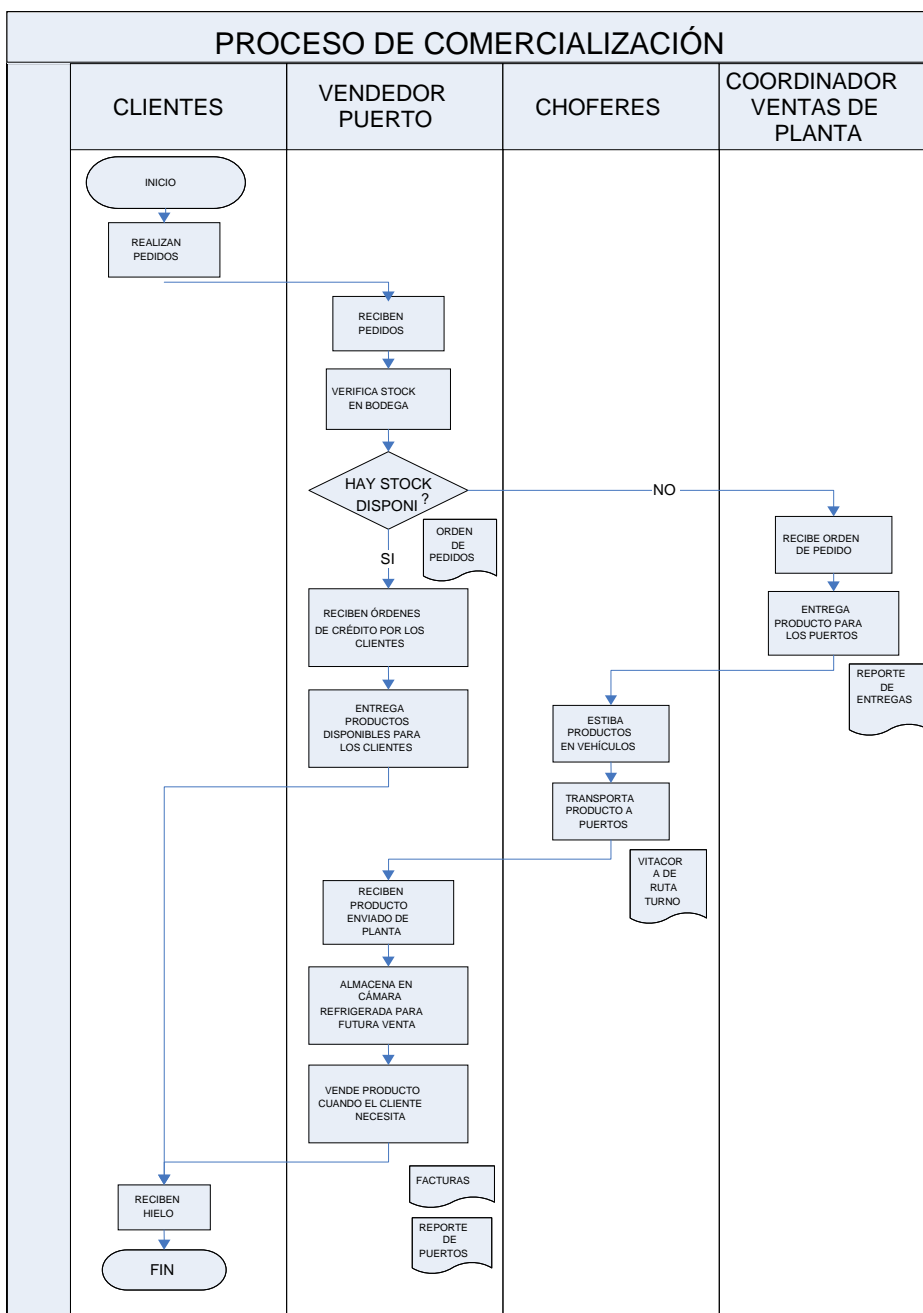 PROCESO DE COMERCIALIZACIÓN
CLIENTES
VENDEDOR
PUERTO
CHOFERES
COORDINADOR
VENTAS DE
PLANTA
INICIO
REALIZAN
PEDIDOS
RECIBEN
PEDIDOS
VERIFICA STOCK
EN BODEGA
HAY STOCK
DISPONI ?
NO
SI
ORDEN
DE
PEDIDOS
RECIBE ORDEN
DE PEDIDO
RECIBEN ÓRDENES
DE CRÉDITO POR LOS
CLIENTES
ENTREGA
PRODUCTO PARA
LOS PUERTOS
REPORTE
DE
ENTREGAS
ENTREGA
PRODUCTOS
DISPONIBLES PARA
LOS CLIENTES
ESTIBA
PRODUCTOS
EN VEHÍCULOS
TRANSPORTA
PRODUCTO A
PUERTOS
VITACOR
A DE
RUTA
TURNO
RECIBEN
PRODUCTO
ENVIADO DE
PLANTA
ALMACENA EN
CÁMARA
REFRIGERADA PARA
FUTURA VENTA
VENDE PRODUCTO
CUANDO EL CLIENTE
NECESITA
FACTURAS
RECIBEN
HIELO
REPORTE
DE
PUERTOS
FIN